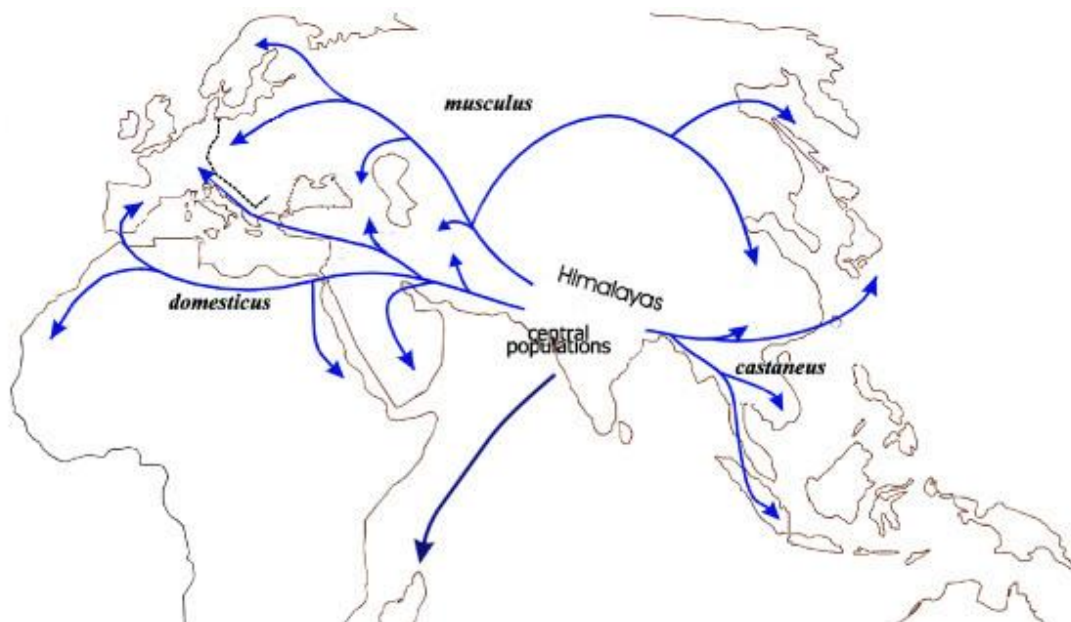 musculus
Himalayas
domesticus
central
populations
castaneus